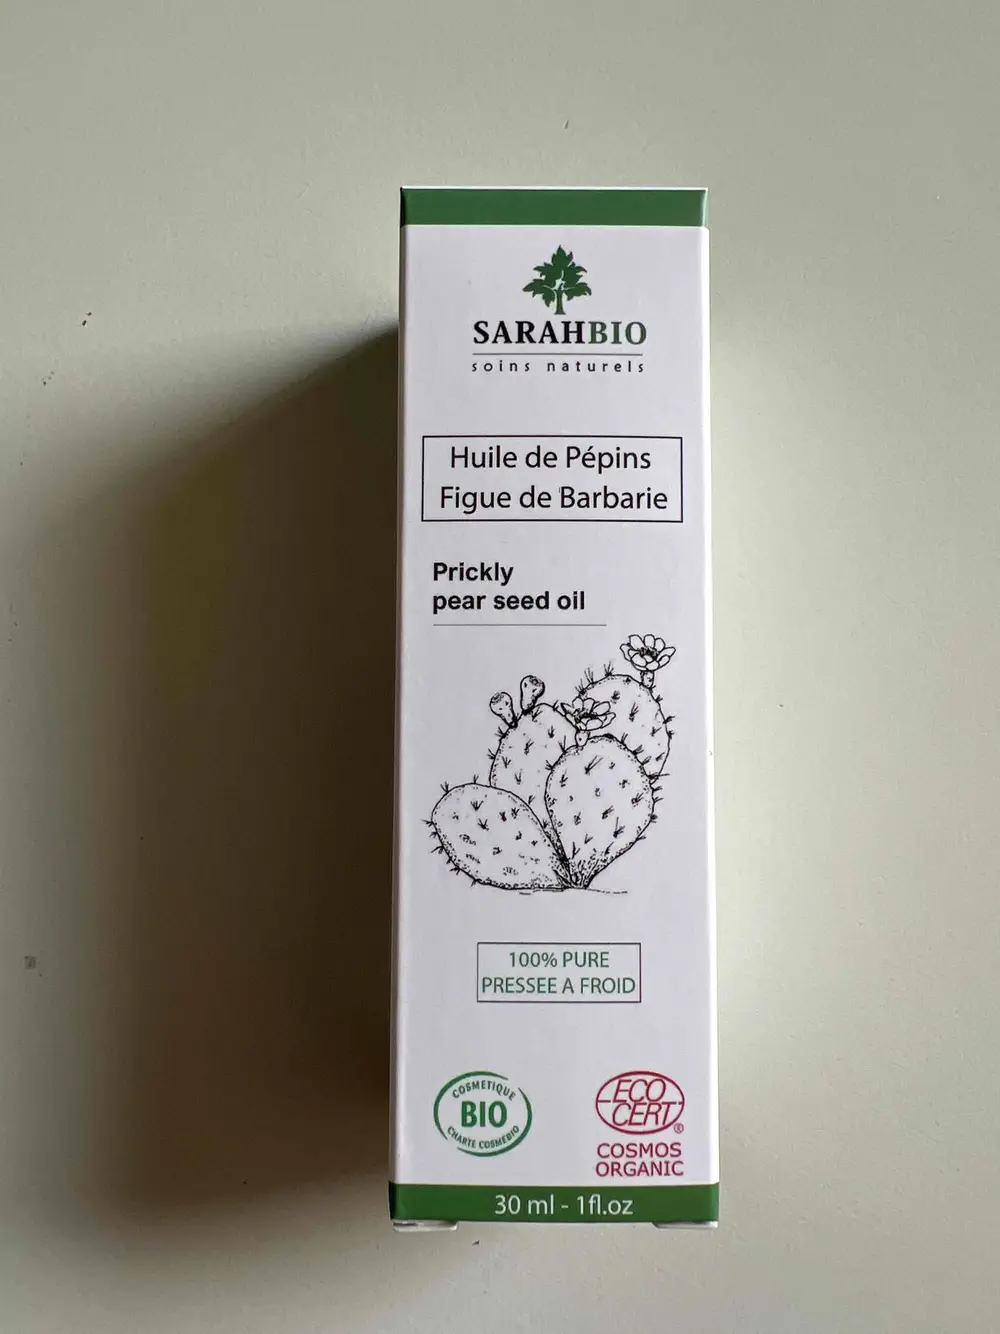 SARAHBIO
soins naturels
Huile de Pépins
Figue de Barbarie
Prickly
pear seed oil
100% PURE
PRESSEE A FROID
COSMETIQUE
BIO
CHARTE COSMEBIO
ECO
CERT®
COSMOS
ORGANIC
30 ml - 1fl.oz